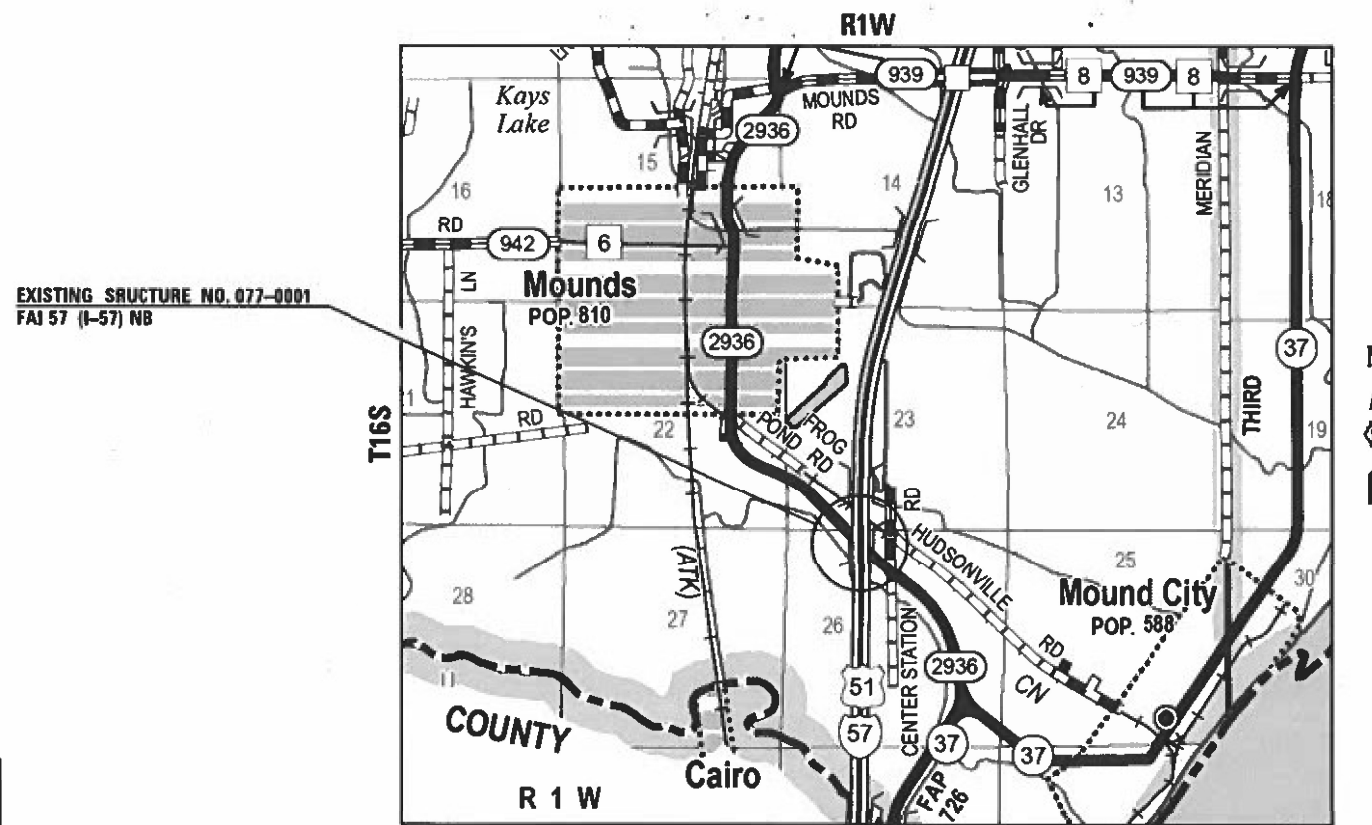 R1W
939
8
939
8
MOUNDS
RD
Kays
Lake
2936
GLENHALL
DR
MERIDIAN
15
16
14
13
18
RD
942
6
EXISTING SRUCTURE NO. 077-0001
FAI 57 (I-57) NB
Mounds
POP. 810
HAWKIN'S
LN
2936
37
T16S
RD
22
FROG
POND RD
23
24
THIRD
19
RD
HUDSONVILLE
RD
(ATK)
25
30
28
27
26
Mound City
POP. 588
CENTER STATION
2936
CN
51
57
COUNTY
37
37
Cairo
R 1 W
FAP
726